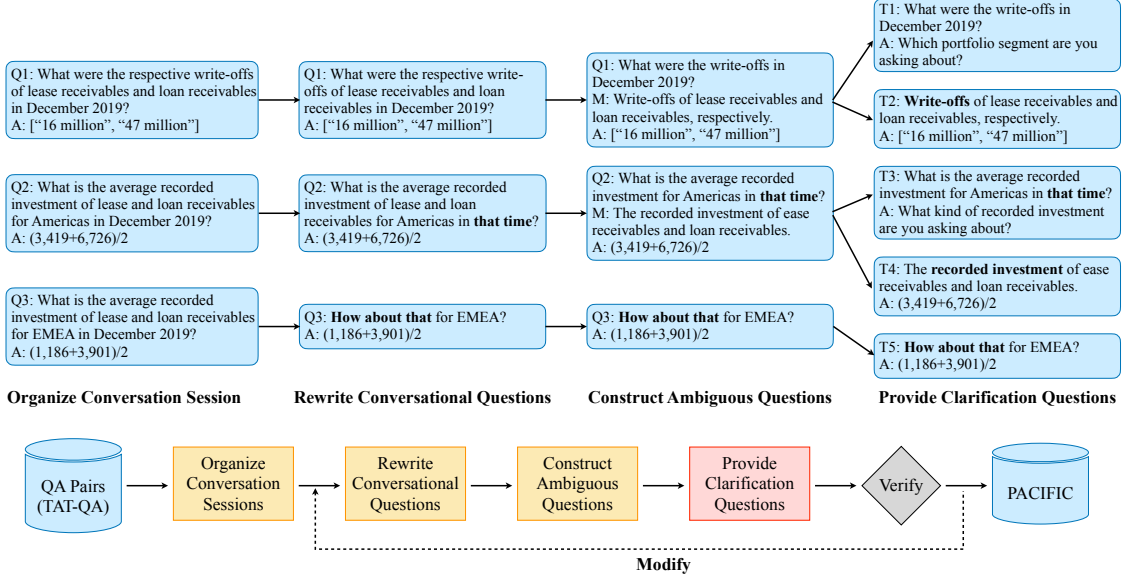 Q1: What were the respective write-offs
of lease receivables and loan receivables
in December 2019?
A: [“16 million”, “47 million”]
Q2: What is the average recorded
investment of lease and loan receivables
for Americas in December 2019?
A: (3,419+6,726)/2
Q3: What is the average recorded
investment of lease and loan receivables
for EMEA in December 2019?
A: (1,186+3,901)/2
Organize Conversation Session
Q1: What were the respective write-
offs of lease receivables and loan
receivables in December 2019?
A: [“16 million”, “47 million”]
Q2: What is the average recorded
investment of lease and loan
receivables for Americas in that time?
A: (3,419+6,726)/2
Q3: How about that for EMEA?
A: (1,186+3,901)/2
Rewrite Conversational Questions
Q1: What were the write-offs in
December 2019?
M: Write-offs of lease receivables and
loan receivables, respectively.
A: [“16 million”, “47 million”]
Q2: What is the average recorded
investment for Americas in that time?
M: The recorded investment of ease
receivables and loan receivables.
A: (3,419+6,726)/2
Q3: How about that for EMEA?
A: (1,186+3,901)/2
Construct Ambiguous Questions
T1: What were the write-offs in
December 2019?
A: Which portfolio segment are you
asking about?
T2: Write-offs of lease receivables and
loan receivables, respectively.
A: [“16 million”, “47 million”]
T3: What is the average recorded
investment for Americas in that time?
A: What kind of recorded investment
are you asking about?
T4: The recorded investment of ease
receivables and loan receivables.
A: (3,419+6,726)/2
T5: How about that for EMEA?
A: (1,186+3,901)/2
Provide Clarification Questions
QA Pairs
(TAT-QA)
Organize
Conversation
Sessions
Rewrite
Conversational
Questions
Construct
Ambiguous
Questions
Provide
Clarification
Questions
Verify
PACIFIC
Modify